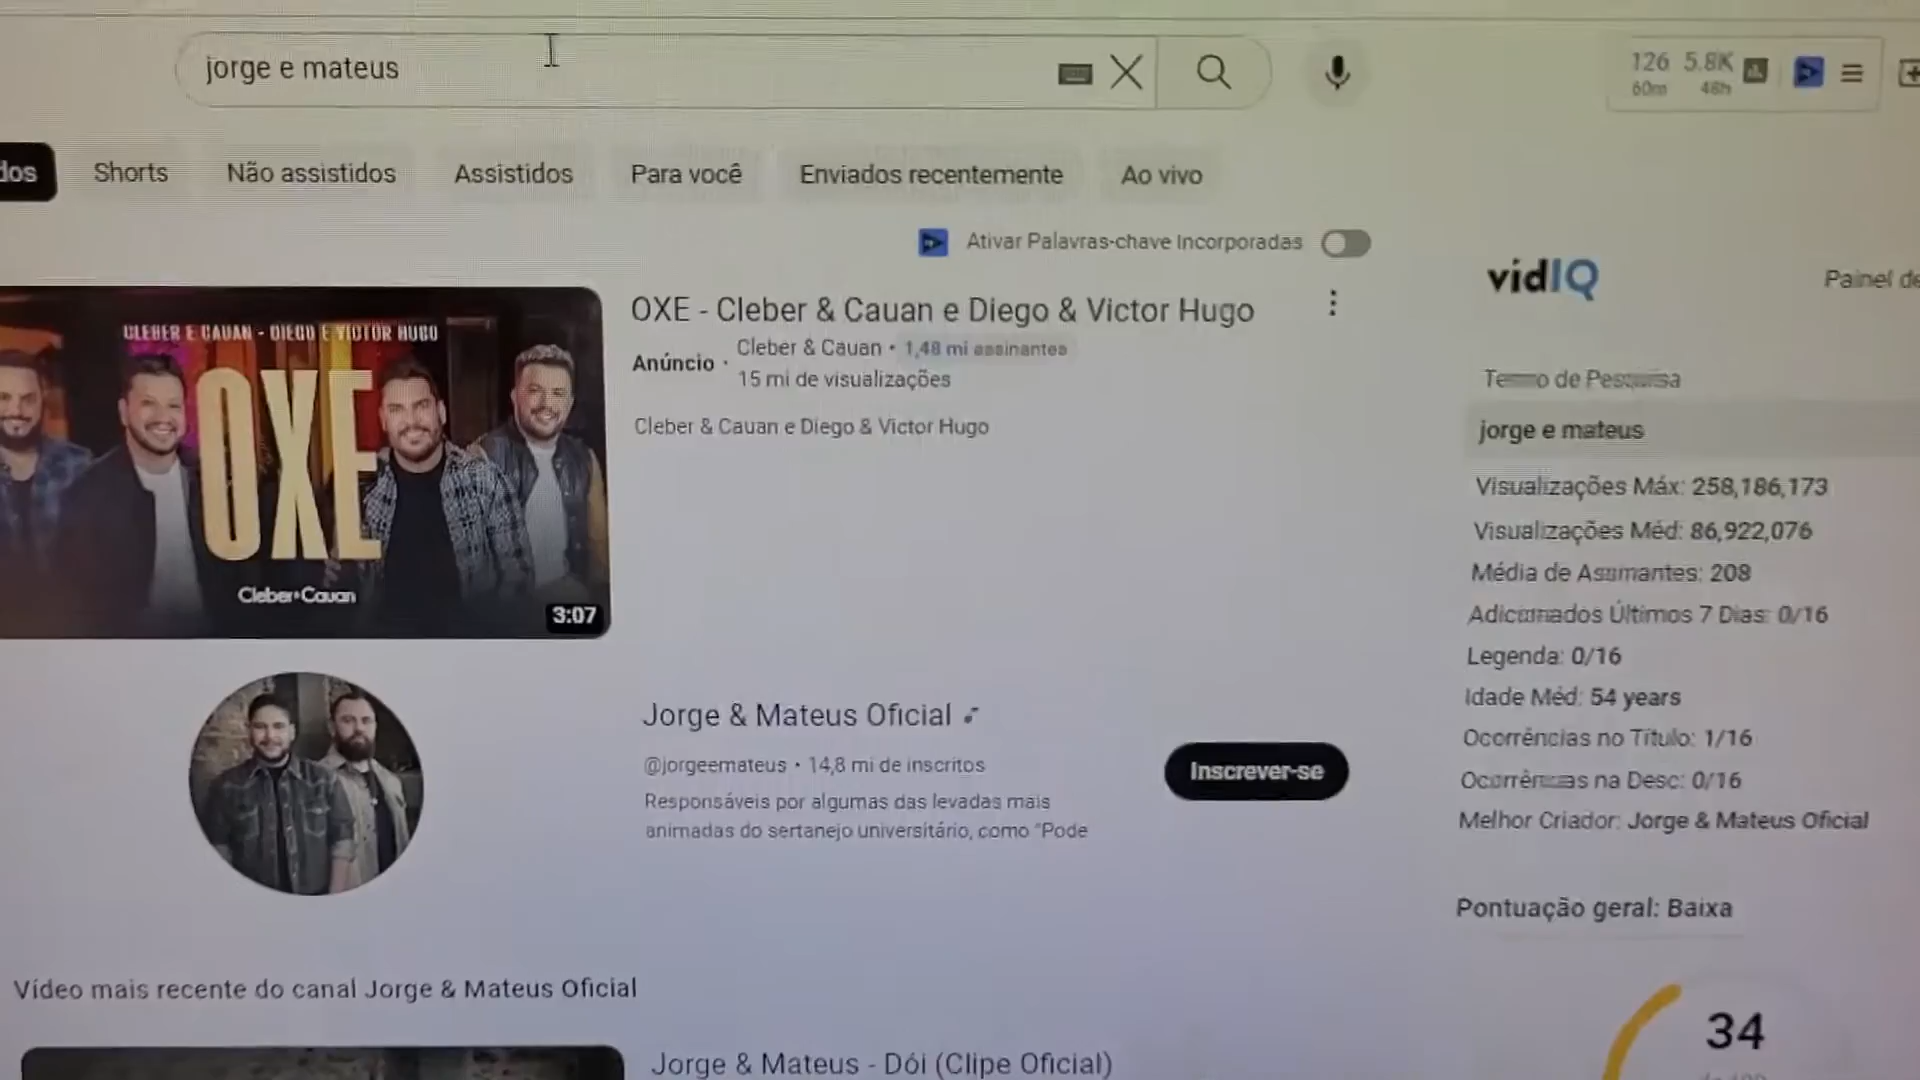 jorge e mateus
126 5.8K
60m 48h
dos
Shorts
Não assistidos
Assistidos
Para você
Enviados recentemente
Ao vivo
Ativar Palavras-chave Incorporadas
CLEBER E CAUAN - DIEGO E VICTOR HUGO
OXE
Cleber+Cauan
3:07
OXE - Cleber & Cauan e Diego & Victor Hugo
Cleber & Cauan • 1,48 mi assinantes
Anúncio ·
15 mi de visualizações
Cleber & Cauan e Diego & Victor Hugo
Jorge & Mateus Oficial
@jorgeemateus • 14,8 mi de inscritos
Responsáveis por algumas das levadas mais
animadas do sertanejo universitário, como “Pode
Inscrever-se
Vídeo mais recente do canal Jorge & Mateus Oficial
Jorge & Mateus - Dói (Clipe Oficial)
vidIQ
Painel de
Termo de Pesquisa
jorge e mateus
Visualizações Máx: 258,186,173
Visualizações Méd: 86,922,076
Média de Assinantes: 208
Adicionados Últimos 7 Dias: 0/16
Legenda: 0/16
Idade Méd: 54 years
Ocorrências no Título: 1/16
Ocorrências na Desc: 0/16
Melhor Criador: Jorge & Mateus Oficial
Pontuação geral: Baixa
34